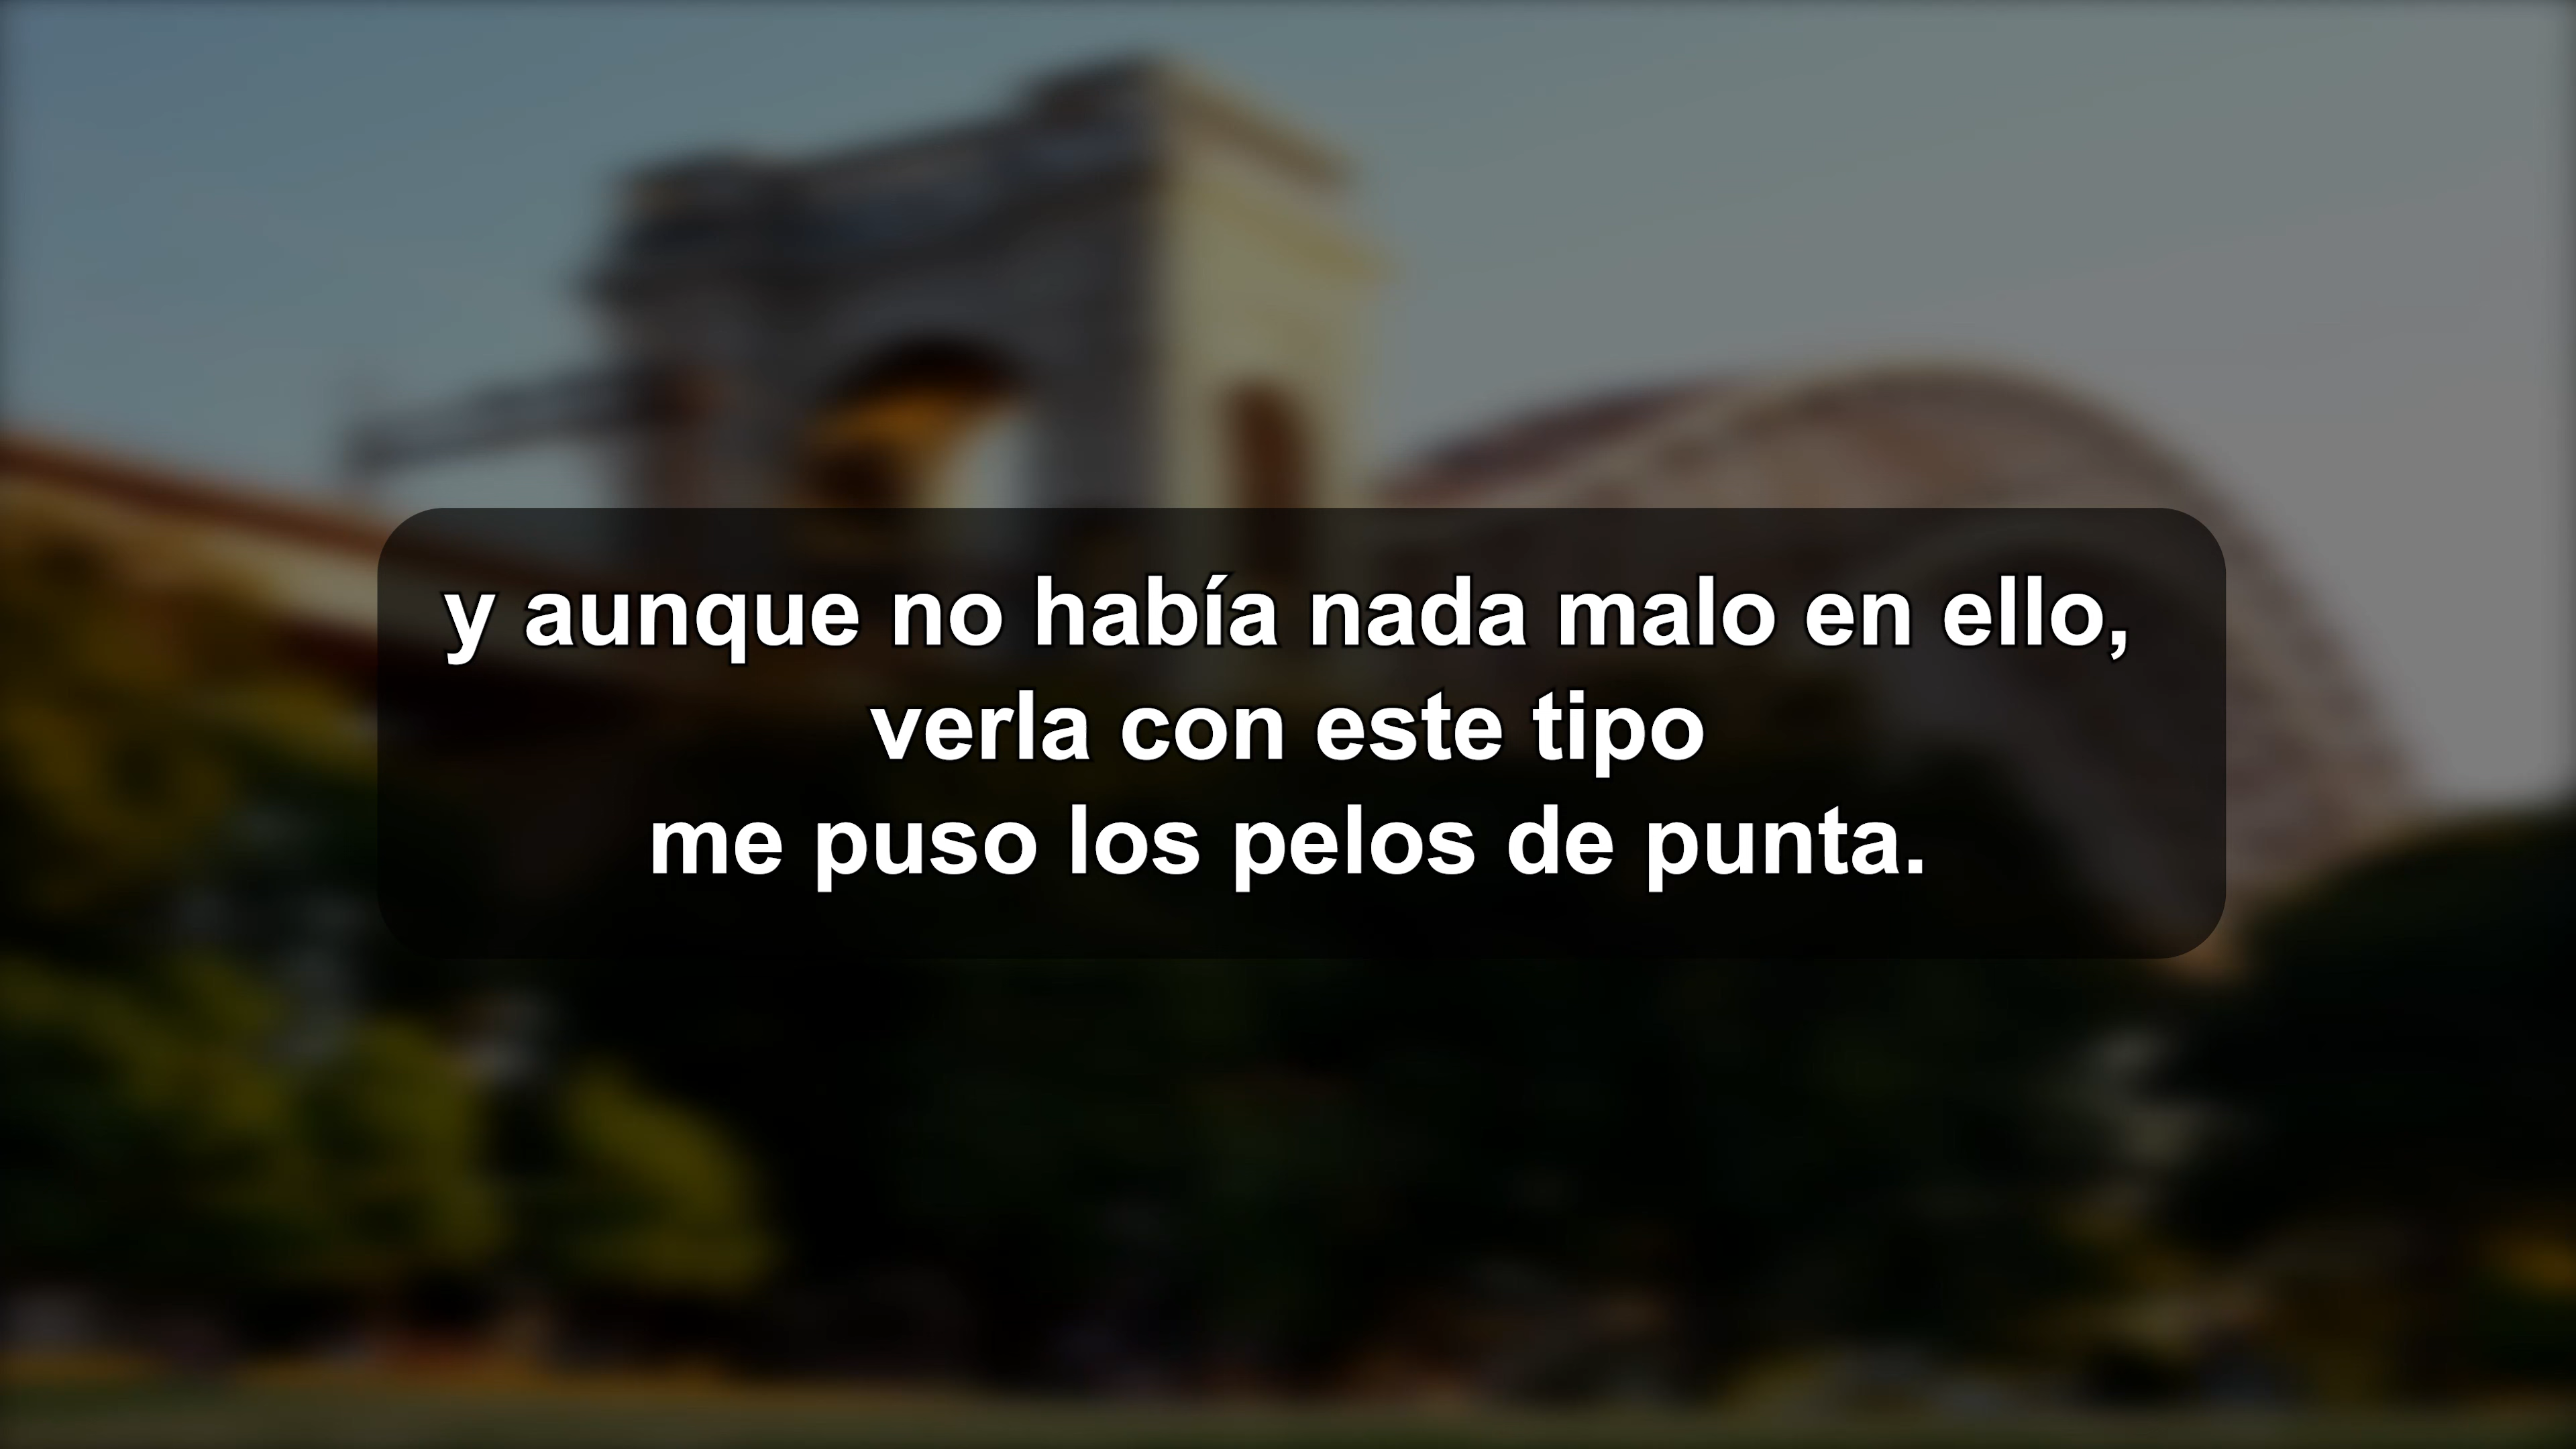 y aunque no había nada malo en ello,
verla con este tipo
me puso los pelos de punta.